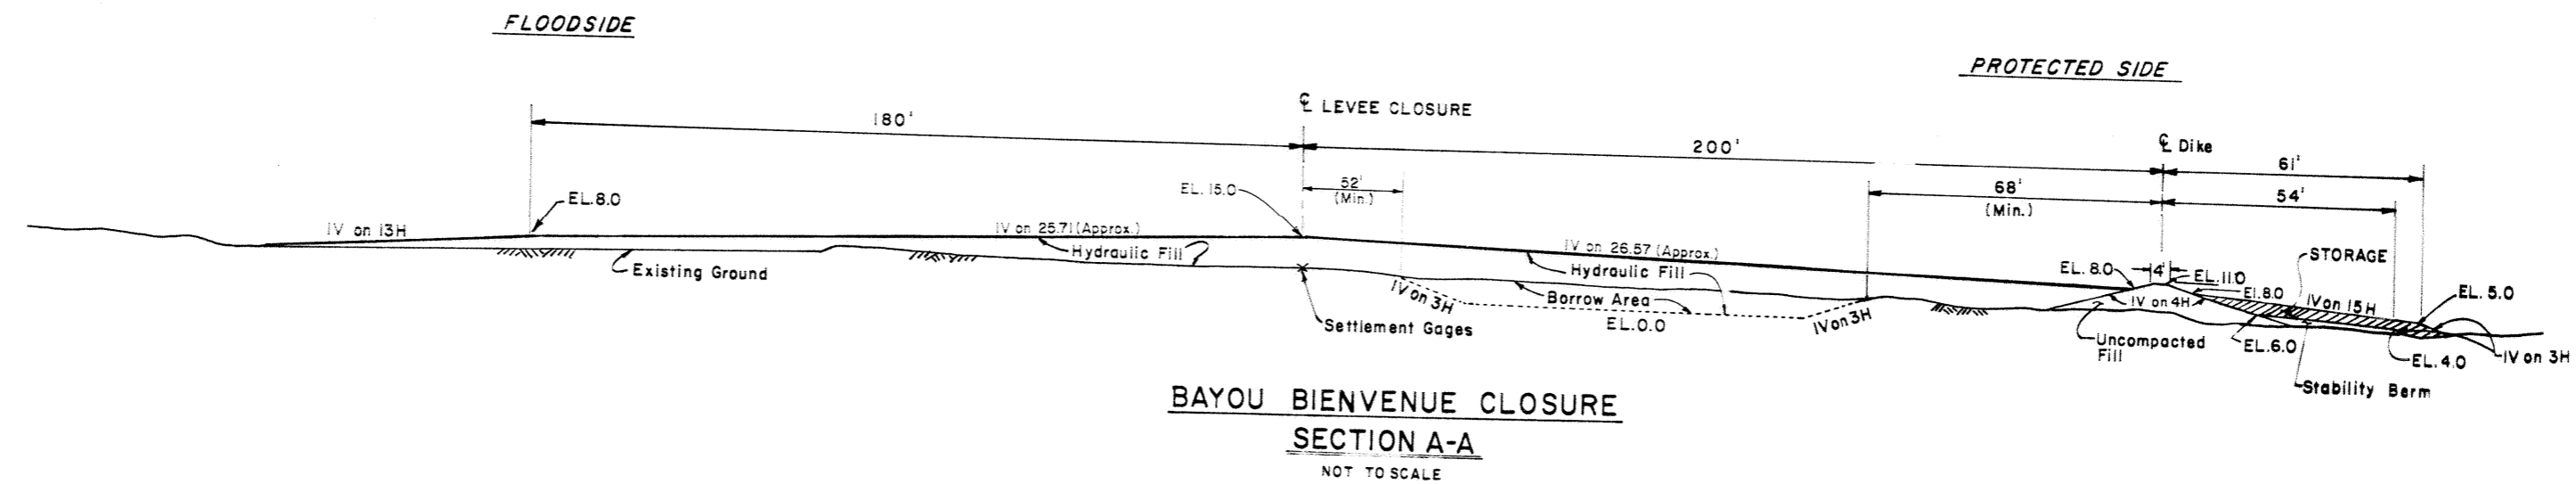 FLOODSIDE
PROTECTED SIDE
℄ LEVEE CLOSURE
180'
200'
℄ Dike
61'
52'
(Min.)
68'
(Min.)
54'
EL. 15.0
EL. 8.0
1V on 13H
1V on 25.71 (Approx.)
Hydraulic Fill
Existing Ground
1V on 26.57 (Approx.)
Hydraulic Fill
1V on 3H
Borrow Area
EL. 0.0
1V on 3H
Settlement Gages
EL. 8.0
4'
EL. 11.0
STORAGE
EL. 8.0
1V on 4H
1V on 15H
EL. 5.0
Uncompacted
Fill
EL. 6.0
EL. 4.0
1V on 3H
Stability Berm
BAYOU BIENVENUE CLOSURE
SECTION A-A
NOT TO SCALE